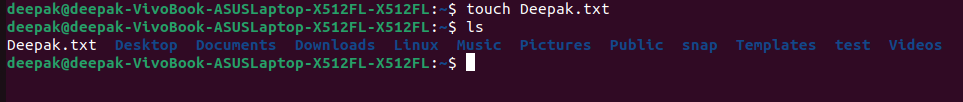 deepak@deepak-VivoBook-ASUSLaptop-X512FL-X512FL:~$ touch Deepak.txt
deepak@deepak-VivoBook-ASUSLaptop-X512FL-X512FL:~$ ls
Deepak.txt  Desktop  Documents  Downloads  Linux  Music  Pictures  Public  snap  Templates  test  Videos
deepak@deepak-VivoBook-ASUSLaptop-X512FL-X512FL:~$